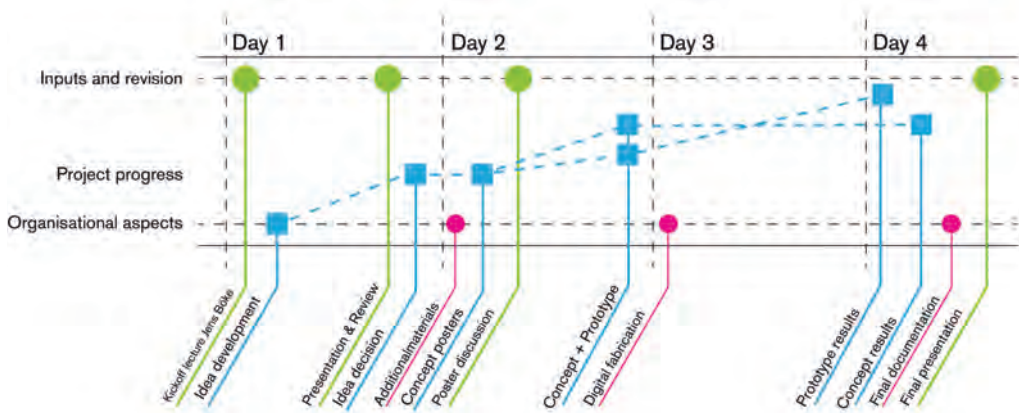 Day 1
Day 2
Day 3
Day 4
Inputs and revision
Project progress
Organisational aspects
Kickoff lecture Jens Böke
Idea development
Presentation & Review
Idea decision
Additionalmaterials
Concept posters
Poster discussion
Concept + Prototype
Digital fabrication
Prototype results
Concept results
Final documentation
Final presentation